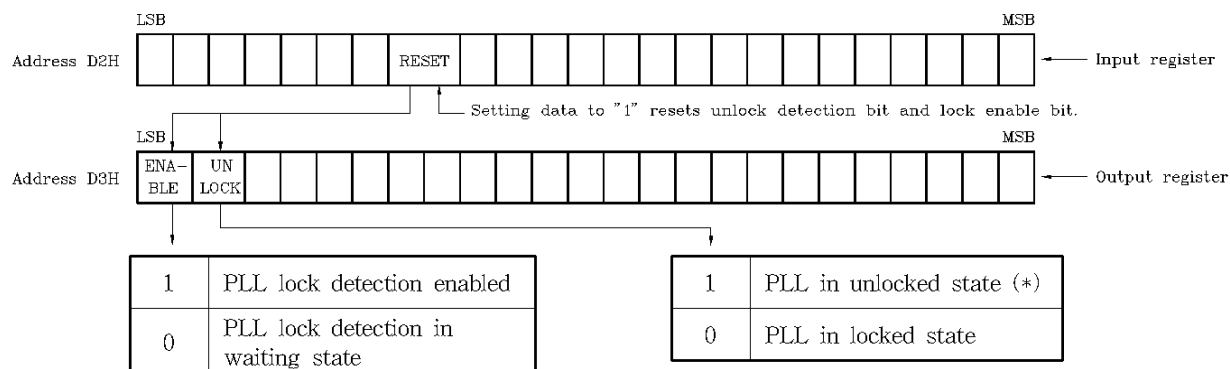 LSB MSB
Address D2H RESET Input register
Setting data to "1" resets unlock detection bit and lock enable bit.
LSB MSB
Address D3H ENA- UN Output register
BLE LOCK
1 PLL lock detection enabled
0 PLL lock detection in
waiting state
1 PLL in unlocked state (*)
0 PLL in locked state